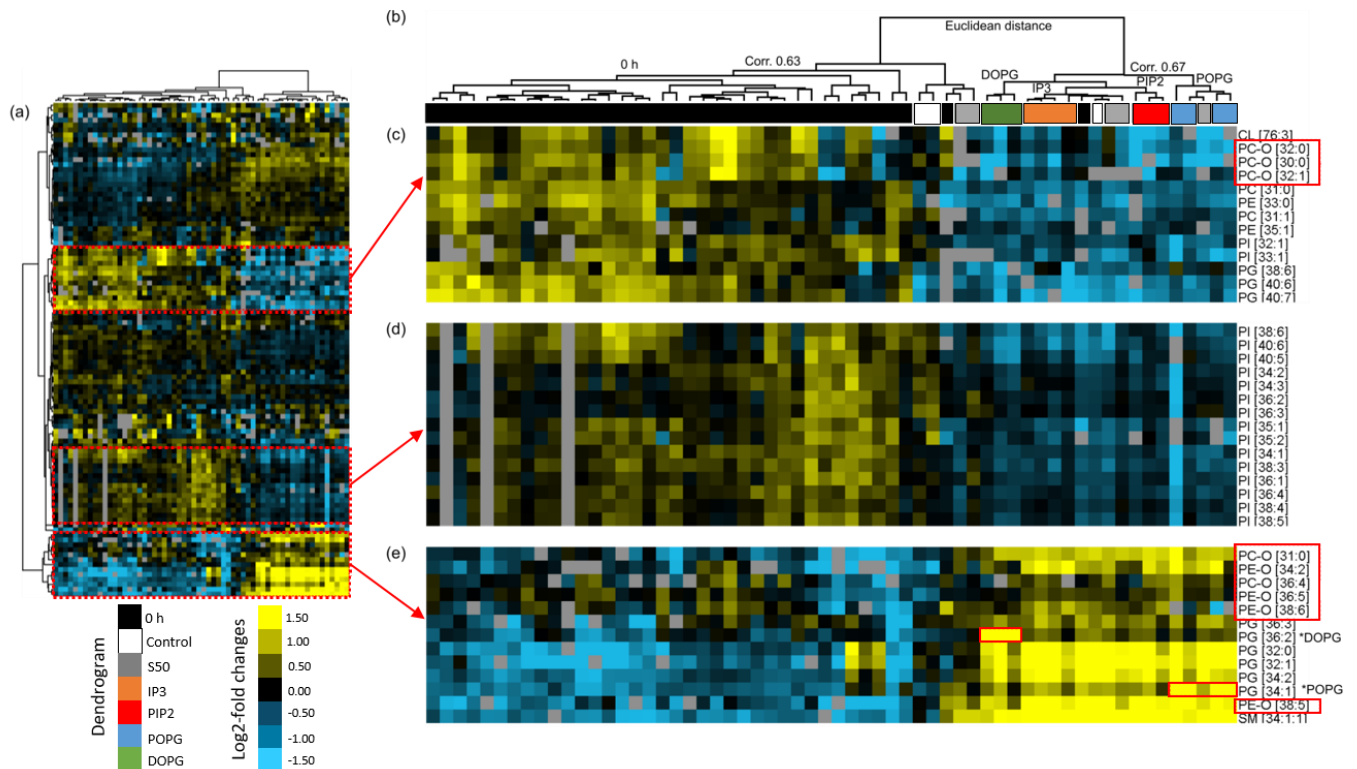 (a)
(b)
Euclidean distance
0 h
Corr. 0.63
DOPG
IP3
Corr. 0.67
PIP2
POPG
(c)
CL [76:3]
PC-O [32:0]
PC-O [30:0]
PC-O [32:1]
PC [31:0]
PE [33:0]
PC [31:1]
PE [35:1]
PI [32:1]
PI [33:1]
PG [38:6]
PG [40:6]
PG [40:7]
(d)
PI [38:6]
PI [40:6]
PI [40:5]
PI [34:2]
PI [34:3]
PI [36:2]
PI [36:3]
PI [35:1]
PI [35:2]
PI [34:1]
PI [38:3]
PI [36:1]
PI [36:4]
PI [38:4]
PI [38:5]
(e)
PC-O [31:0]
PE-O [34:2]
PC-O [36:4]
PE-O [36:5]
PE-O [38:6]
PG [36:3]
PG [36:2] *DOPG
PG [32:0]
PG [32:1]
PG [34:2]
PG [34:1] *POPG
PE-O [38:5]
SM [34:1:1]
Dendrogram
0 h
Control
S50
IP3
PIP2
POPG
DOPG
Log2-fold changes
1.50
1.00
0.50
0.00
-0.50
-1.00
-1.50